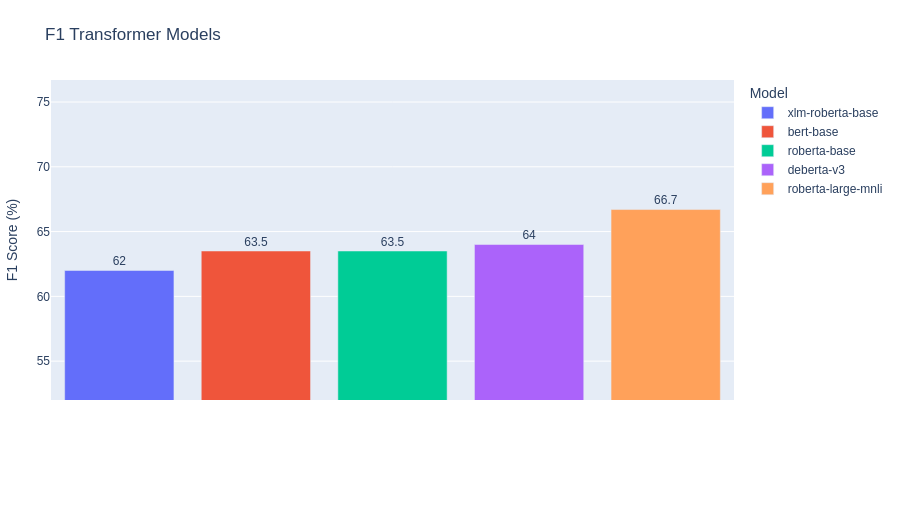 F1 Transformer Models
F1 Score (%)
75
70
65
60
55
62
63.5
63.5
64
66.7
Model
xlm-roberta-base
bert-base
roberta-base
deberta-v3
roberta-large-mnli